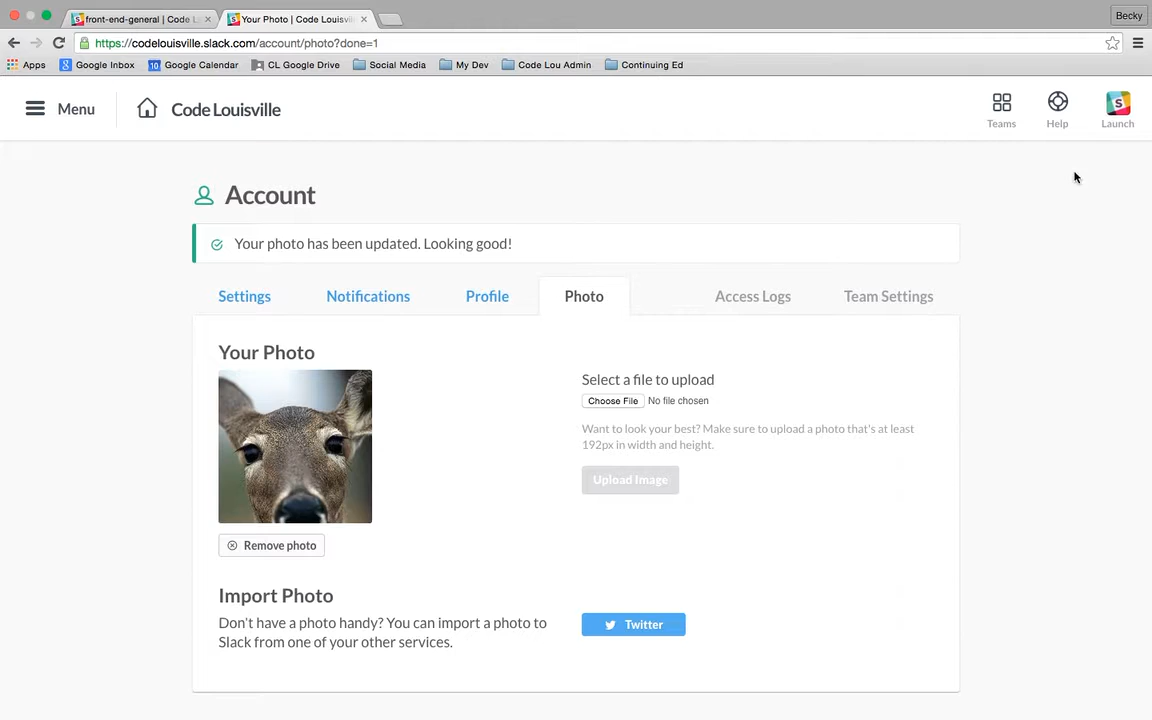 front-end-general | Code L
Your Photo | Code Louisvill
Becky
https://codelouisville.slack.com/account/photo?done=1
Apps
Google Inbox
10 Google Calendar
CL Google Drive
Social Media
My Dev
Code Lou Admin
Continuing Ed
Menu
Code Louisville
Teams
Help
Launch
Account
Your photo has been updated. Looking good!
Settings
Notifications
Profile
Photo
Access Logs
Team Settings
Your Photo
Select a file to upload
Choose File No file chosen
Want to look your best? Make sure to upload a photo that's at least
192px in width and height.
Upload Image
Remove photo
Import Photo
Don't have a photo handy? You can import a photo to
Slack from one of your other services.
Twitter